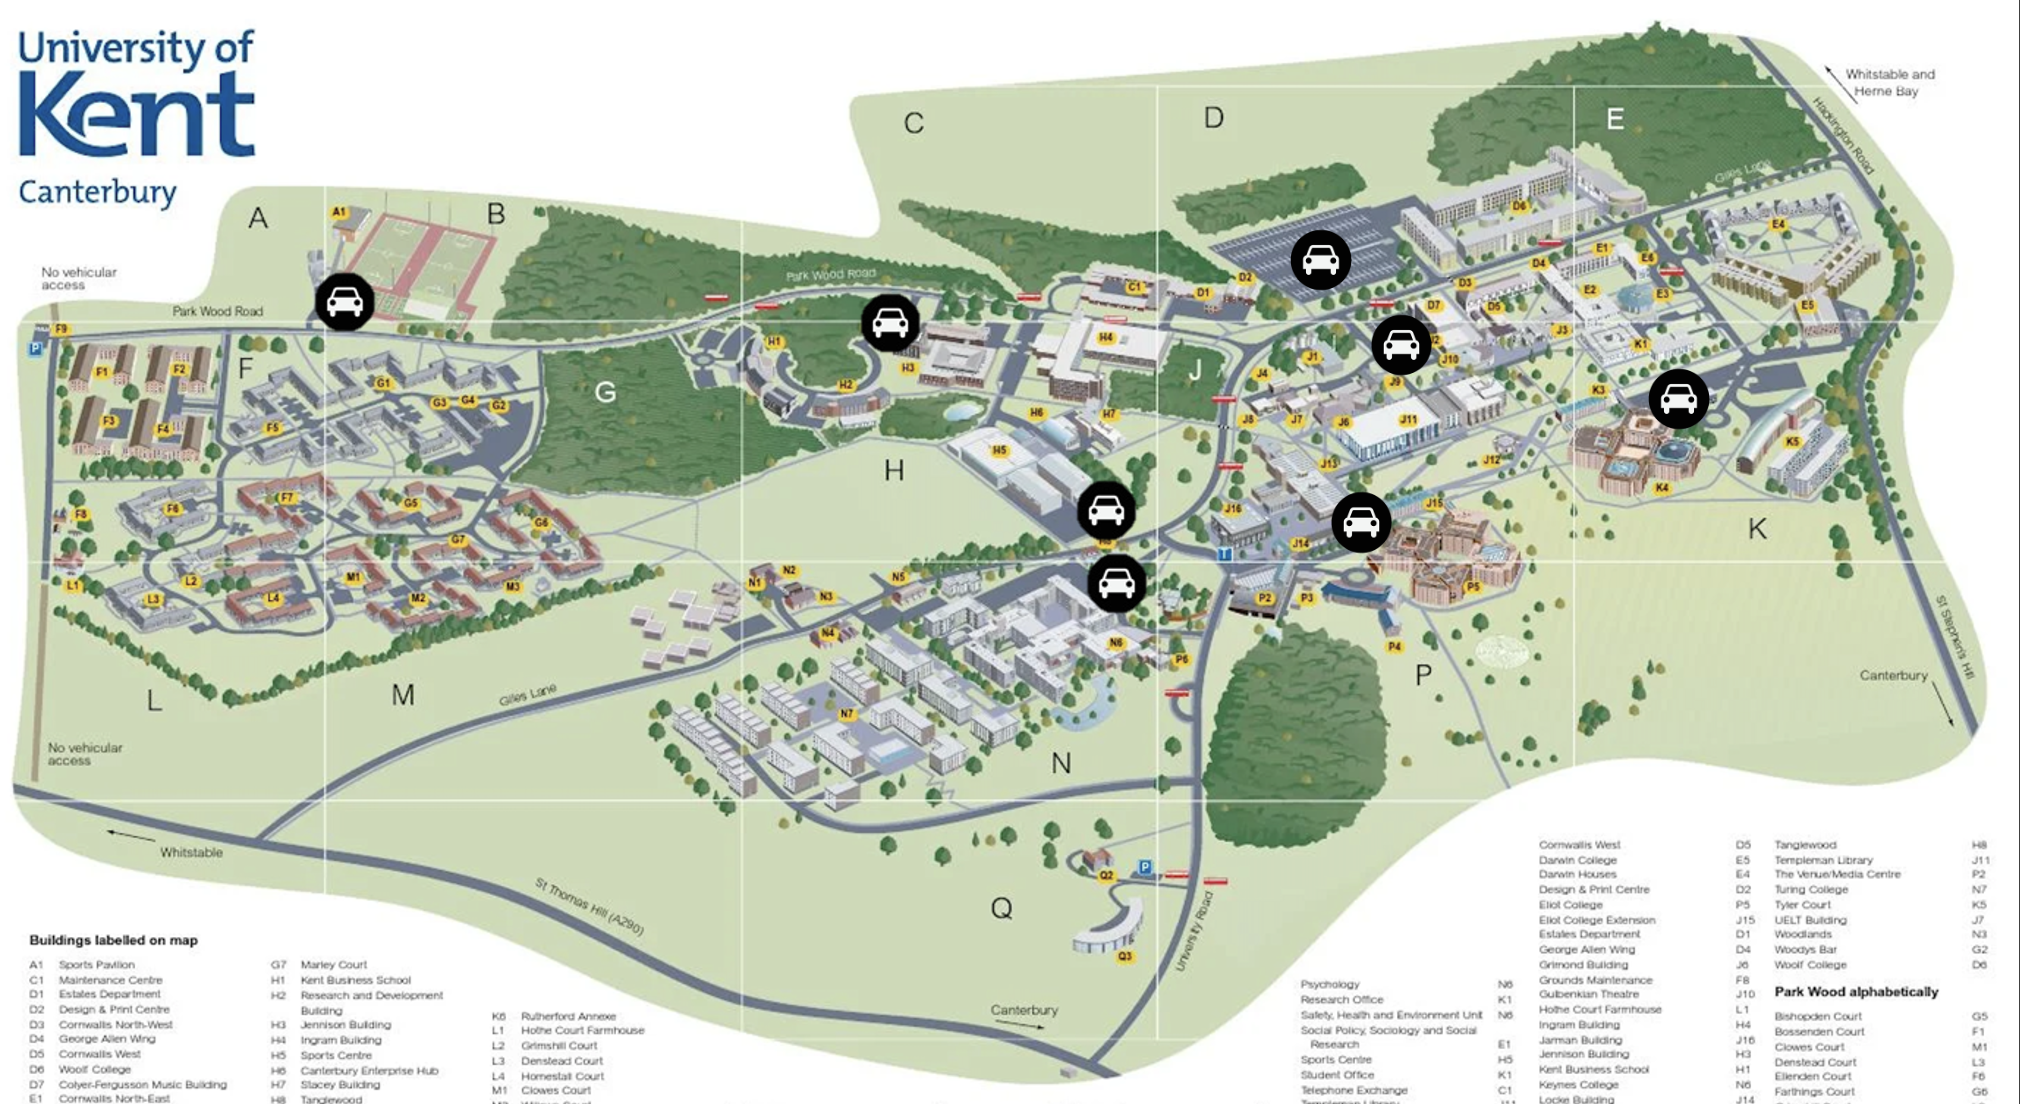 University of
Kent
Canterbury
Whitstable and
Herne Bay
Hackington Road
Giles Lane
A
B
C
D
E
A1
D6
E4
E1
E6
D4
D3
D2
D1
C1
E2
E3
D7
D5
E5
No vehicular
access
Park Wood Road
Park Wood Road
F9
P
F
G
J
H1
H2
H3
H4
J1
J3
J10
K1
F1
F2
F3
F4
F5
G1
G3
G4
G2
J4
J9
K3
H6
H7
J8
J7
J6
J11
K5
H
H5
J13
J12
K4
K
F6
F7
G5
G6
F8
G7
J16
J15
J14
T
L1
L2
L3
L4
M1
M2
M3
N1
N2
N3
N4
N5
N6
P2
P3
P5
P4
P6
P
St Stephen's Hill
Canterbury
L
M
Giles Lane
N7
N
No vehicular
access
Whitstable
St Thomas Hill (A290)
Q
Q2
P
Q3
University Road
Canterbury
Buildings labelled on map
A1 Sports Pavilion
C1 Maintenance Centre
D1 Estates Department
D2 Design & Print Centre
D3 Cornwallis North-West
D4 George Allen Wing
D5 Cornwallis West
D6 Woolf College
D7 Colyer-Fergusson Music Building
E1 Cornwallis North-East
G7 Marley Court
H1 Kent Business School
H2 Research and Development
Building
H3 Jennison Building
H4 Ingram Building
H5 Sports Centre
H6 Canterbury Enterprise Hub
H7 Stacey Building
H8 Tanglewood
K6 Rutherford Annexe
L1 Hothe Court Farmhouse
L2 Grimshill Court
L3 Denstead Court
L4 Homestall Court
M1 Clowes Court
Psychology N6
Research Office K1
Safety, Health and Environment Unit N6
Social Policy, Sociology and Social
Research E1
Sports Centre H5
Student Office K1
Telephone Exchange C1
Templeman Library J11
Cornwallis West D5
Darwin College E5
Darwin Houses E4
Design & Print Centre D2
Eliot College P5
Eliot College Extension J15
Estates Department D1
George Allen Wing D4
Grimond Building J6
Grounds Maintenance F8
Gulbenkian Theatre J10
Hothe Court Farmhouse L1
Ingram Building H4
Jarman Building J16
Jennison Building H3
Kent Business School H1
Keynes College N6
Locke Building J14
Tanglewood H8
Templeman Library J11
The Venue/Media Centre P2
Turing College N7
Tyler Court K5
UELT Building J7
Woodlands N3
Woodys Bar G2
Woolf College D6
Park Wood alphabetically
Bishopden Court G5
Bossenden Court F1
Clowes Court M1
Denstead Court L3
Ellenden Court F6
Farthings Court G6